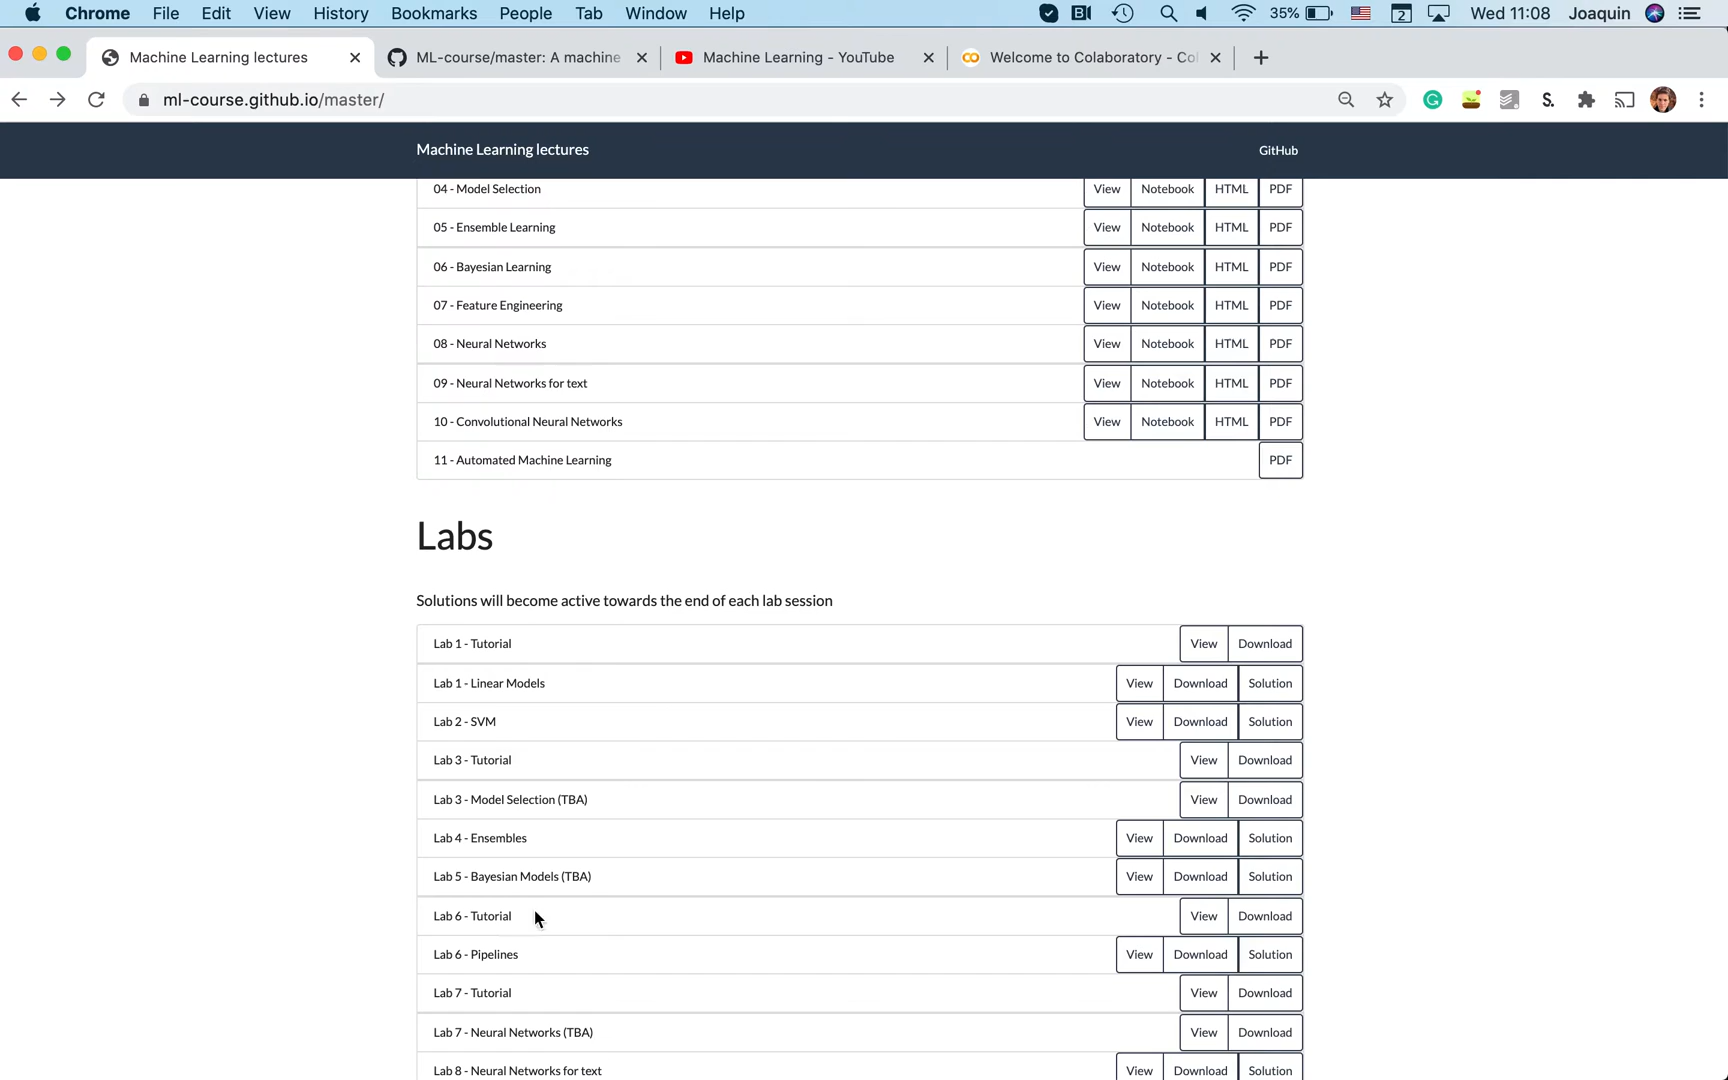 Chrome File Edit View History Bookmarks People Tab Window Help 35% 2 Wed 11:08 Joaquin
Machine Learning lectures ML-course/master: A machine Machine Learning - YouTube Welcome to Colaboratory - Col
ml-course.github.io/master/
Machine Learning lectures GitHub
04 - Model Selection View Notebook HTML PDF
05 - Ensemble Learning View Notebook HTML PDF
06 - Bayesian Learning View Notebook HTML PDF
07 - Feature Engineering View Notebook HTML PDF
08 - Neural Networks View Notebook HTML PDF
09 - Neural Networks for text View Notebook HTML PDF
10 - Convolutional Neural Networks View Notebook HTML PDF
11 - Automated Machine Learning PDF
Labs
Solutions will become active towards the end of each lab session
Lab 1 - Tutorial View Download
Lab 1 - Linear Models View Download Solution
Lab 2 - SVM View Download Solution
Lab 3 - Tutorial View Download
Lab 3 - Model Selection (TBA) View Download
Lab 4 - Ensembles View Download Solution
Lab 5 - Bayesian Models (TBA) View Download Solution
Lab 6 - Tutorial View Download
Lab 6 - Pipelines View Download Solution
Lab 7 - Tutorial View Download
Lab 7 - Neural Networks (TBA) View Download
Lab 8 - Neural Networks for text View Download Solution